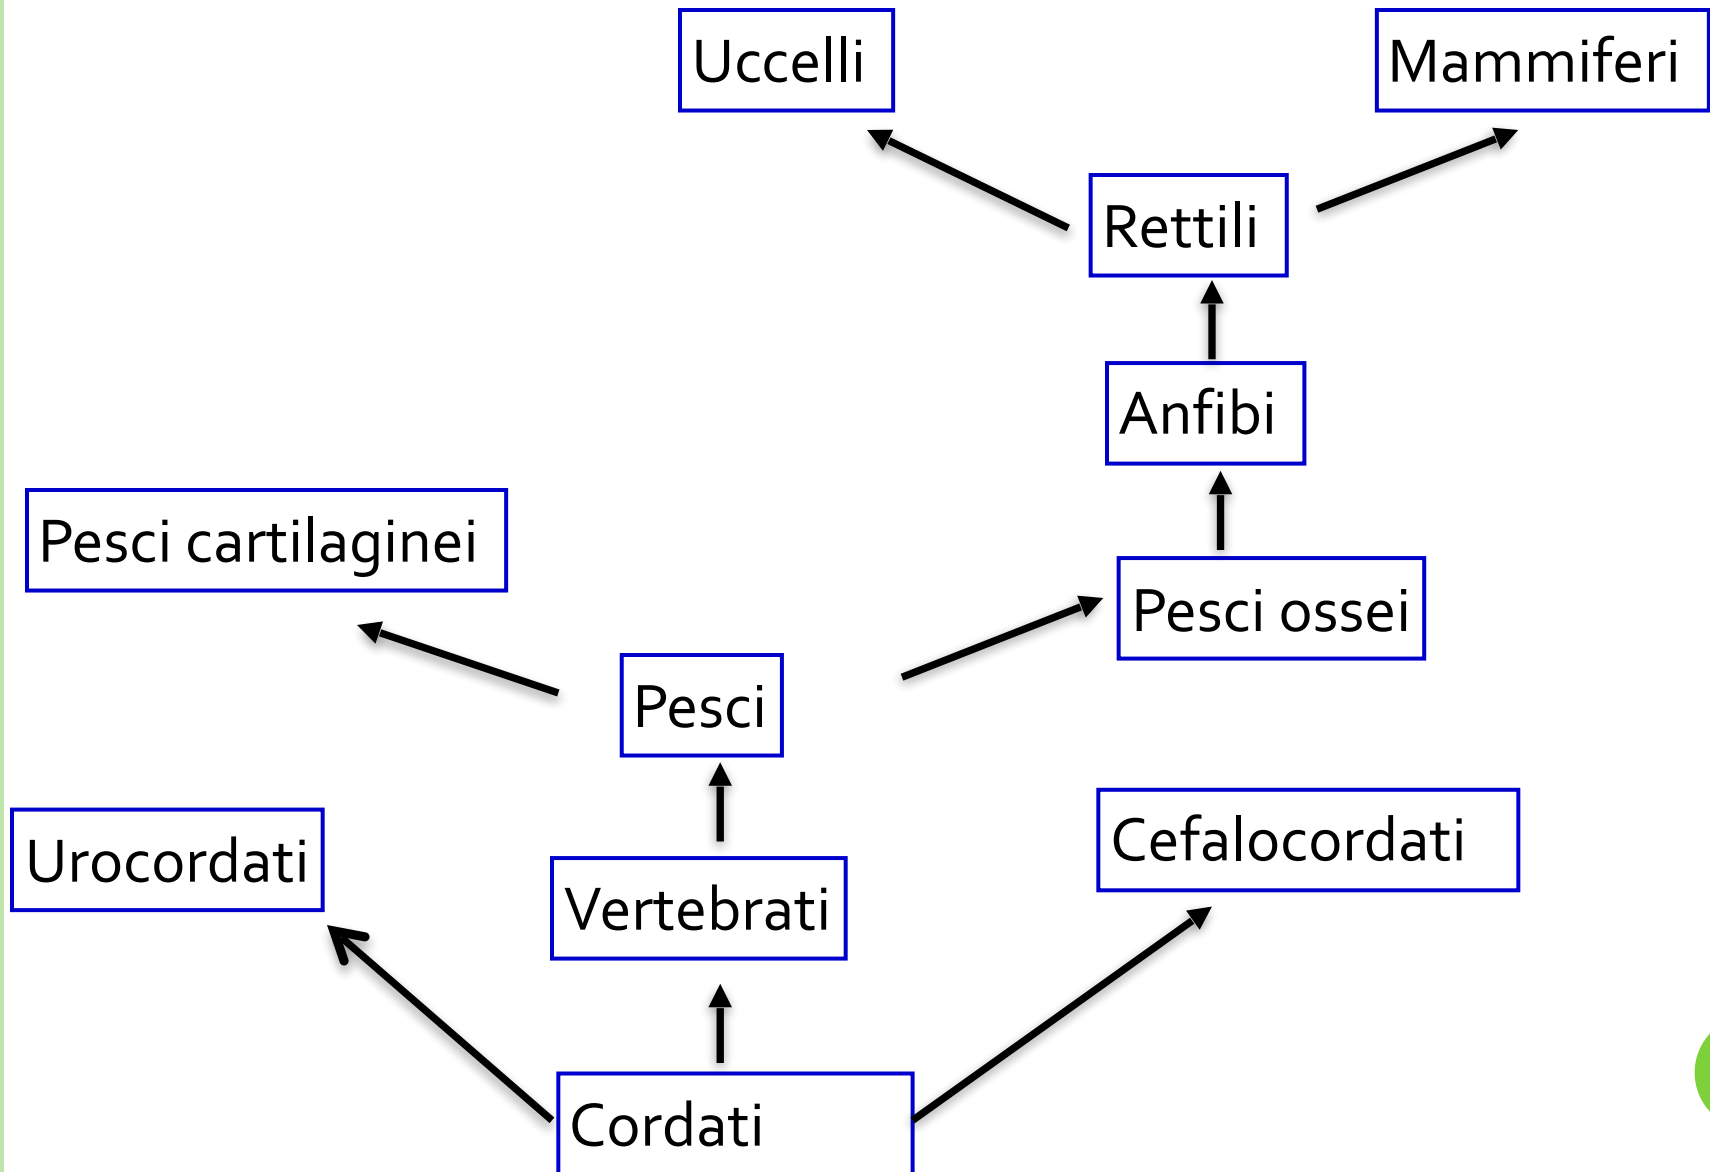 Uccelli
Mammiferi
Rettili
Anfibi
Pesci cartilaginei
Pesci ossei
Pesci
Cefalocordati
Urocordati
Vertebrati
Cordati